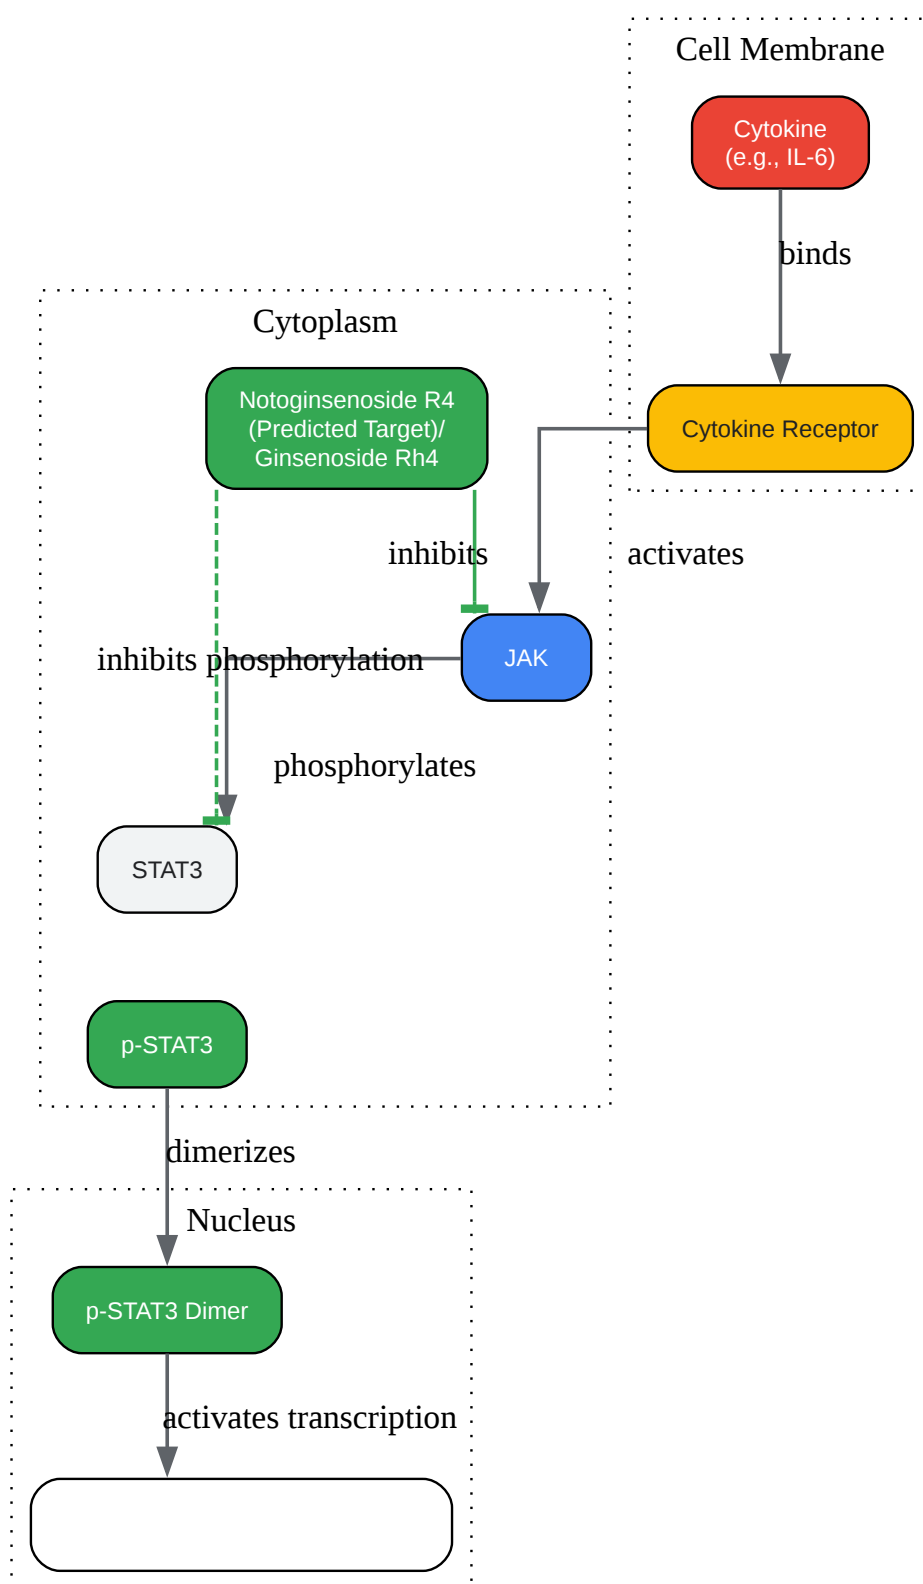 Cell Membrane
Cytokine
(e.g., IL-6)
binds
Cytoplasm
Notoginsenoside R4
(Predicted Target)/
Ginsenoside Rh4
Cytokine Receptor
inhibits
activates
inhibits phosphorylation
JAK
phosphorylates
STAT3
p-STAT3
dimerizes
Nucleus
p-STAT3 Dimer
activates transcription